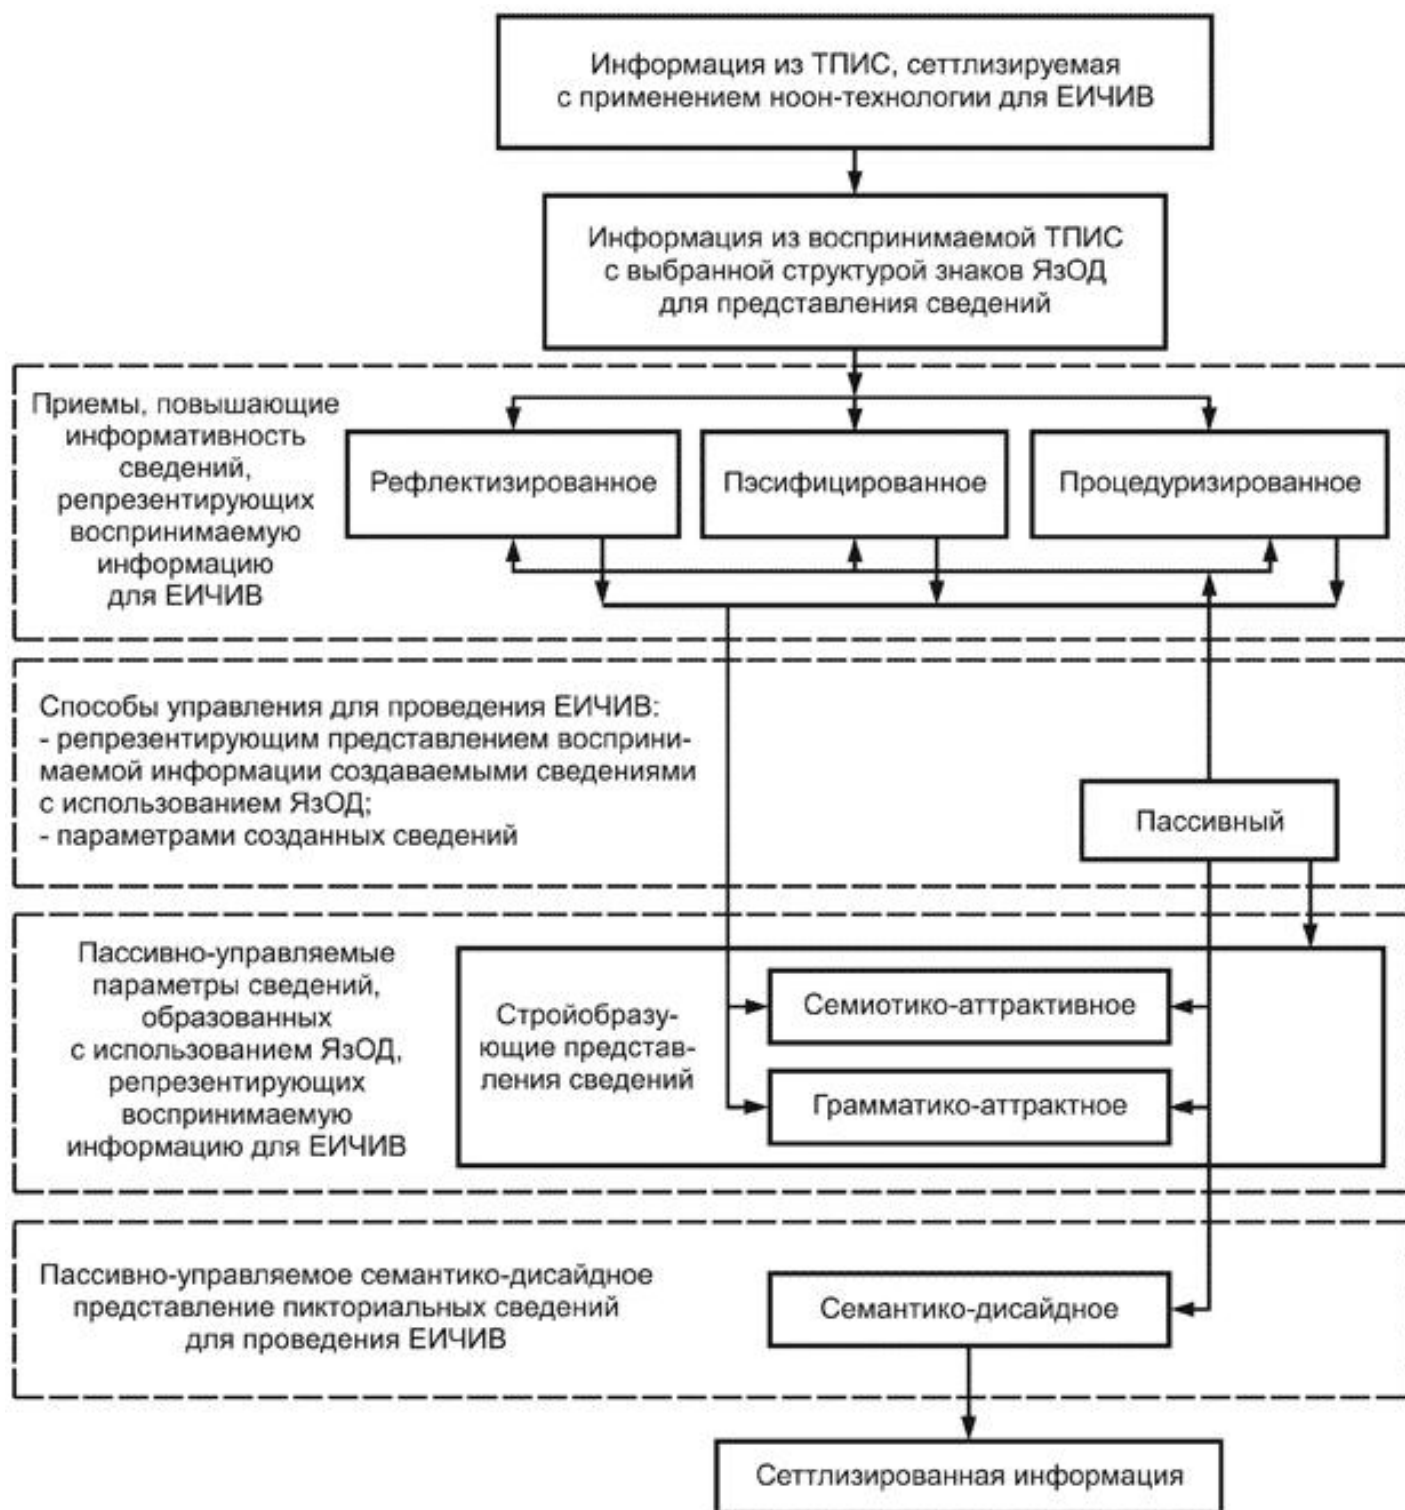 Информация из ТПИС, сеттлизируемая
с применением ноон-технологии для ЕИЧИВ
Информация из воспринимаемой ТПИС
с выбранной структурой знаков ЯзОД
для представления сведений
Приемы, повышающие
информативность
сведений,
репрезентирующих
воспринимаемую
информацию
для ЕИЧИВ
Рефлектизированное
Пэсифицированное
Процедуризированное
Способы управления для проведения ЕИЧИВ:
- репрезентирующим представлением восприни-
маемой информации создаваемыми сведениями
с использованием ЯзОД;
- параметрами созданных сведений
Пассивный
Пассивно-управляемые
параметры сведений,
образованных
с использованием ЯзОД,
репрезентирующих
воспринимаемую
информацию для ЕИЧИВ
Стройобразу-
ющие представ-
ления сведений
Семиотико-аттрактивное
Грамматико-аттрактное
Пассивно-управляемое семантико-дисайдное
представление пикториальных сведений
для проведения ЕИЧИВ
Семантико-дисайдное
Сеттлизированная информация